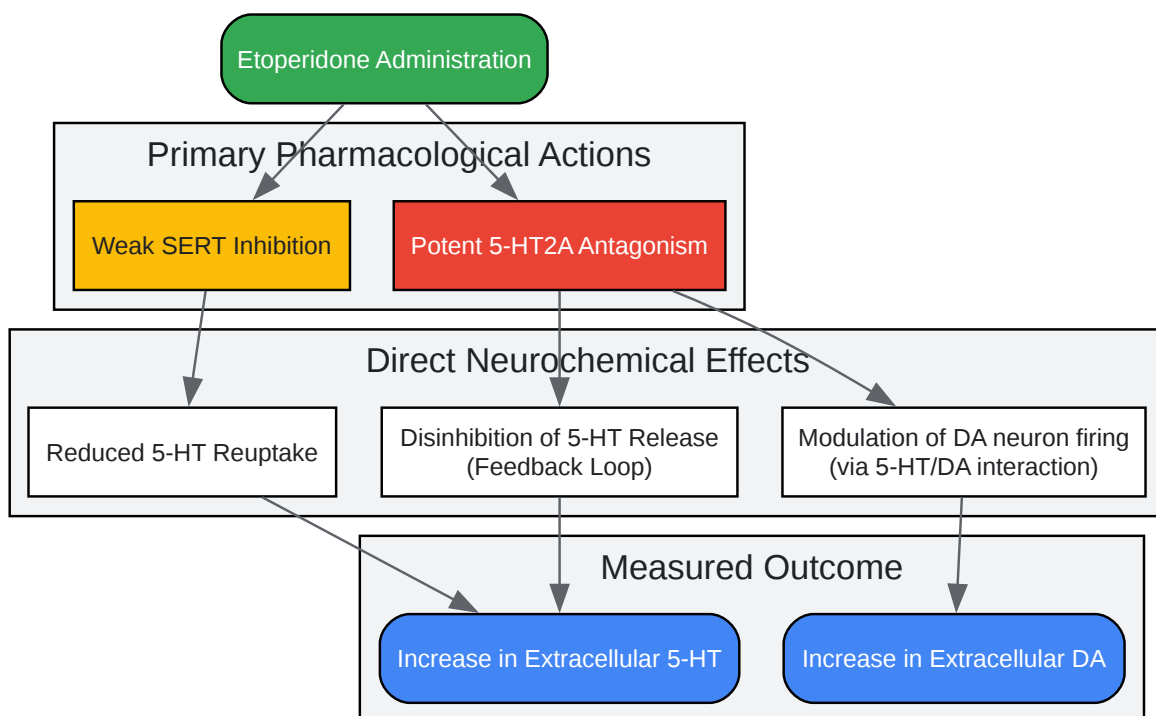 Etoperidone Administration
Primary Pharmacological Actions
Weak SERT Inhibition
Potent 5-HT2A Antagonism
Direct Neurochemical Effects
Reduced 5-HT Reuptake
Disinhibition of 5-HT Release
(Feedback Loop)
Modulation of DA neuron firing
(via 5-HT/DA interaction)
Measured Outcome
Increase in Extracellular 5-HT
Increase in Extracellular DA